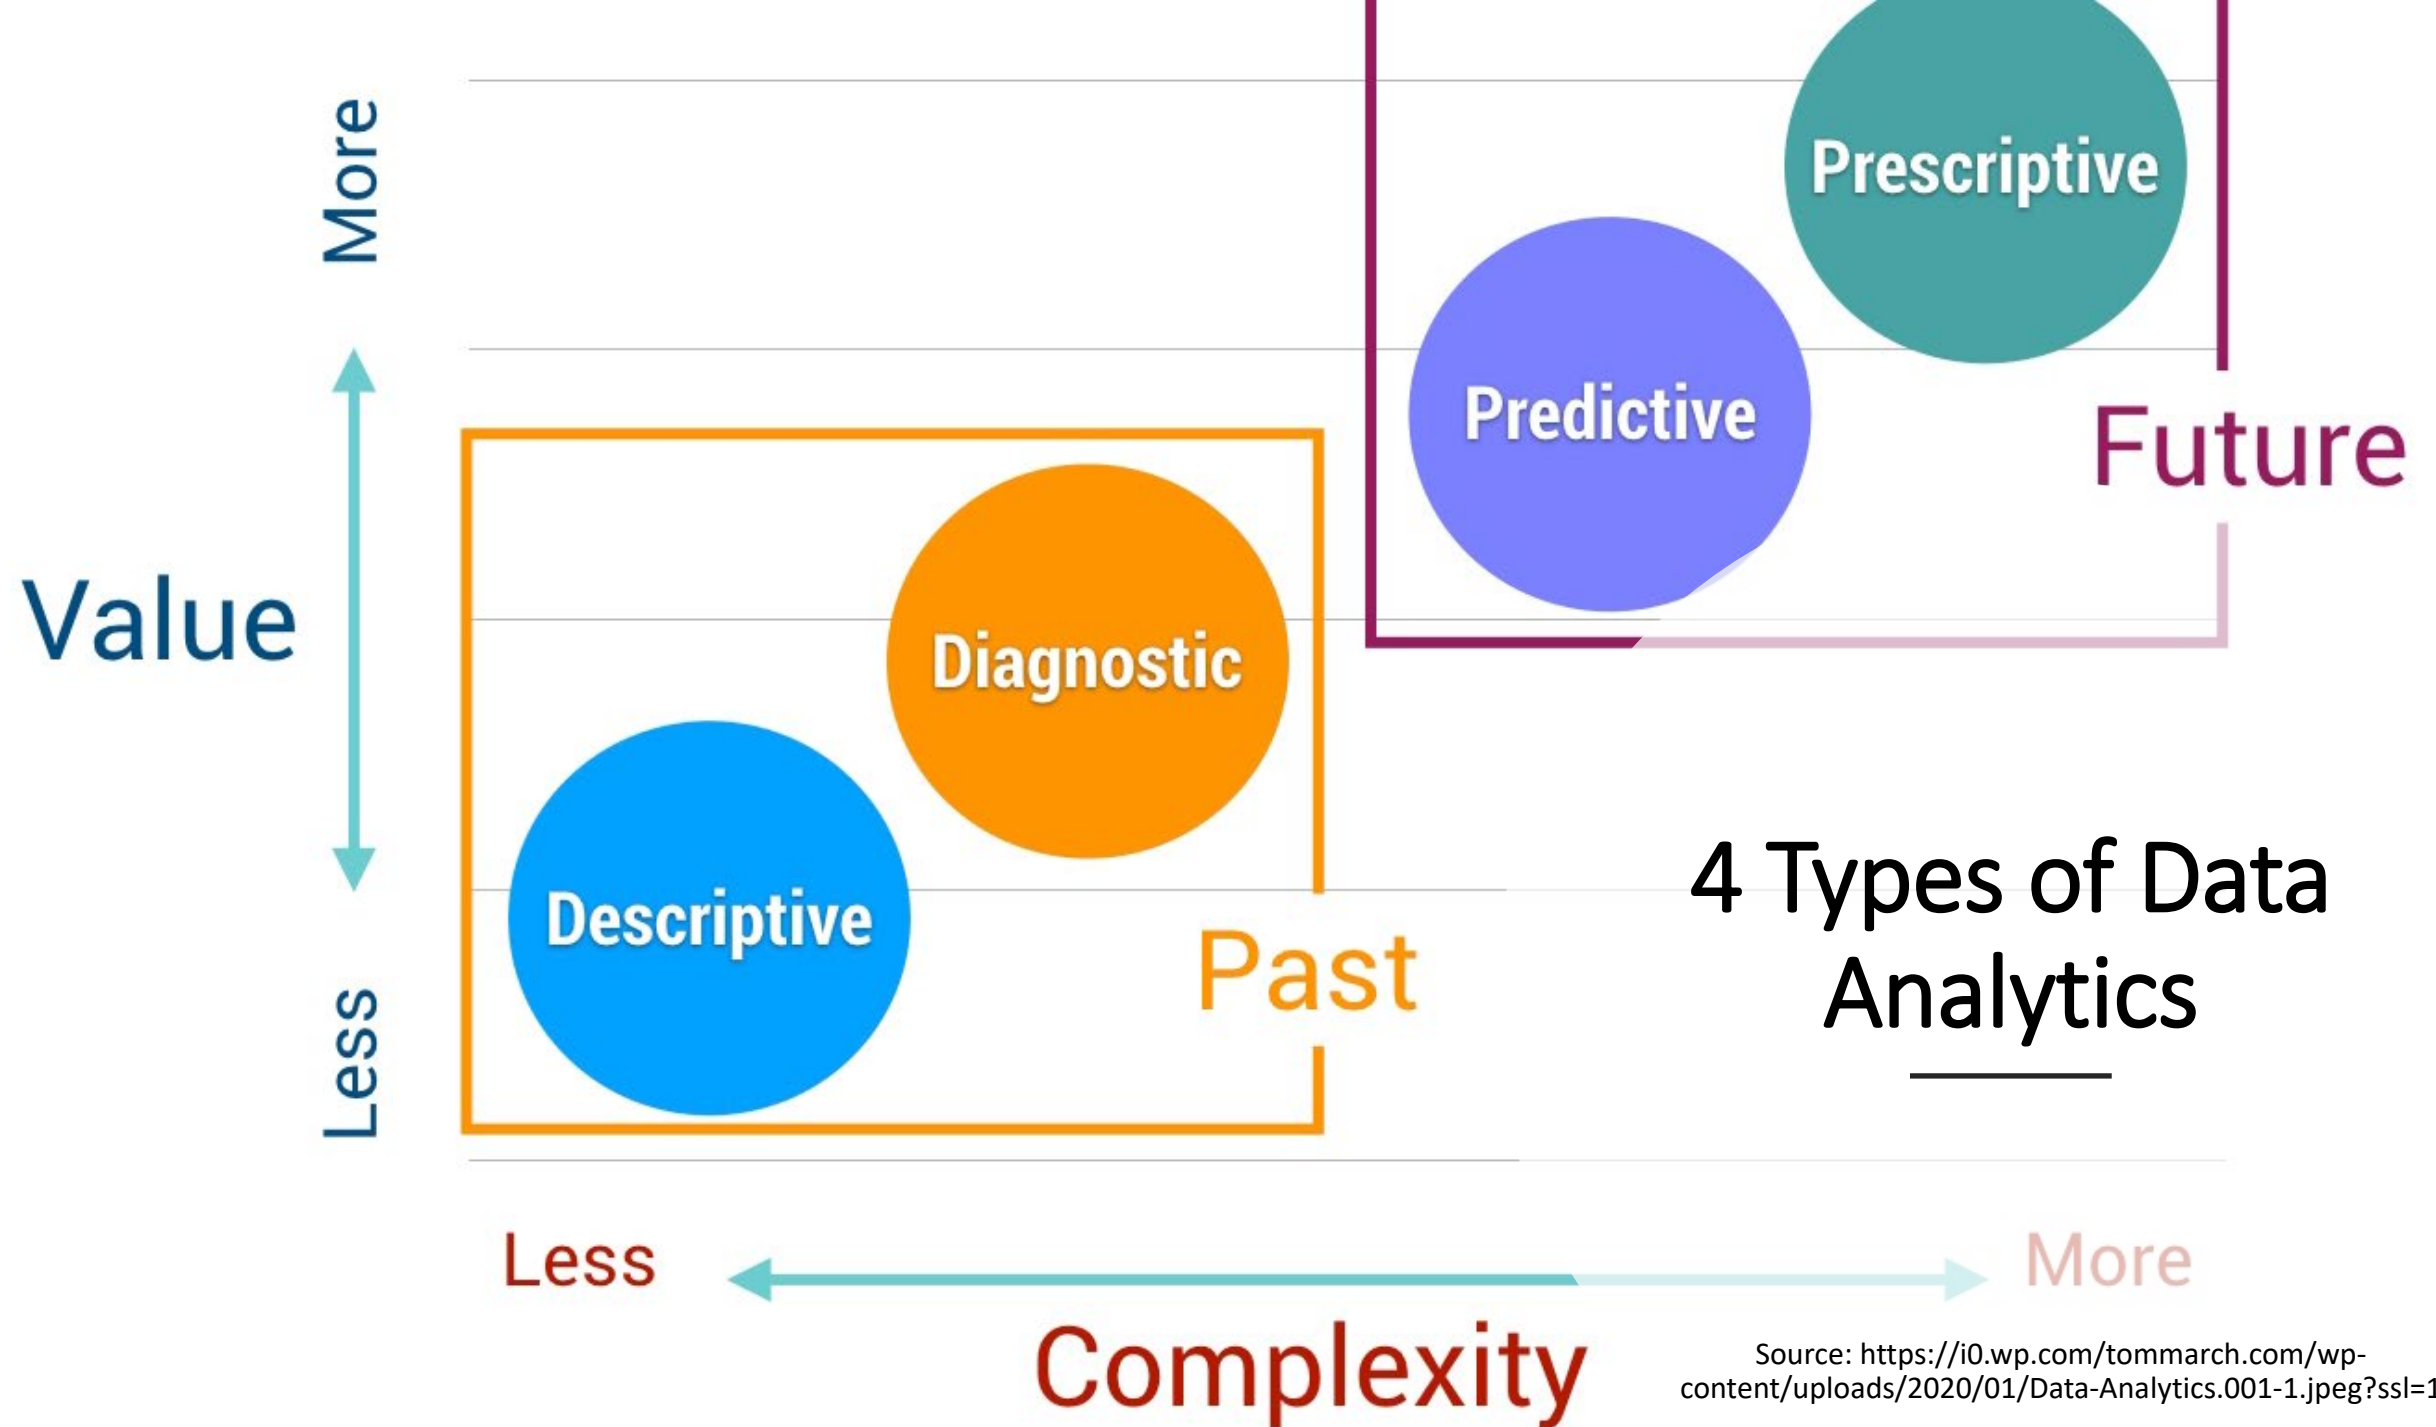 More
Prescriptive
Predictive
Future
Value
Diagnostic
Descriptive
Past
4 Types of Data
Analytics
Less
Less
More
Complexity
Source: https://i0.wp.com/tommarch.com/wp-
content/uploads/2020/01/Data-Analytics.001-1.jpeg?ssl=1